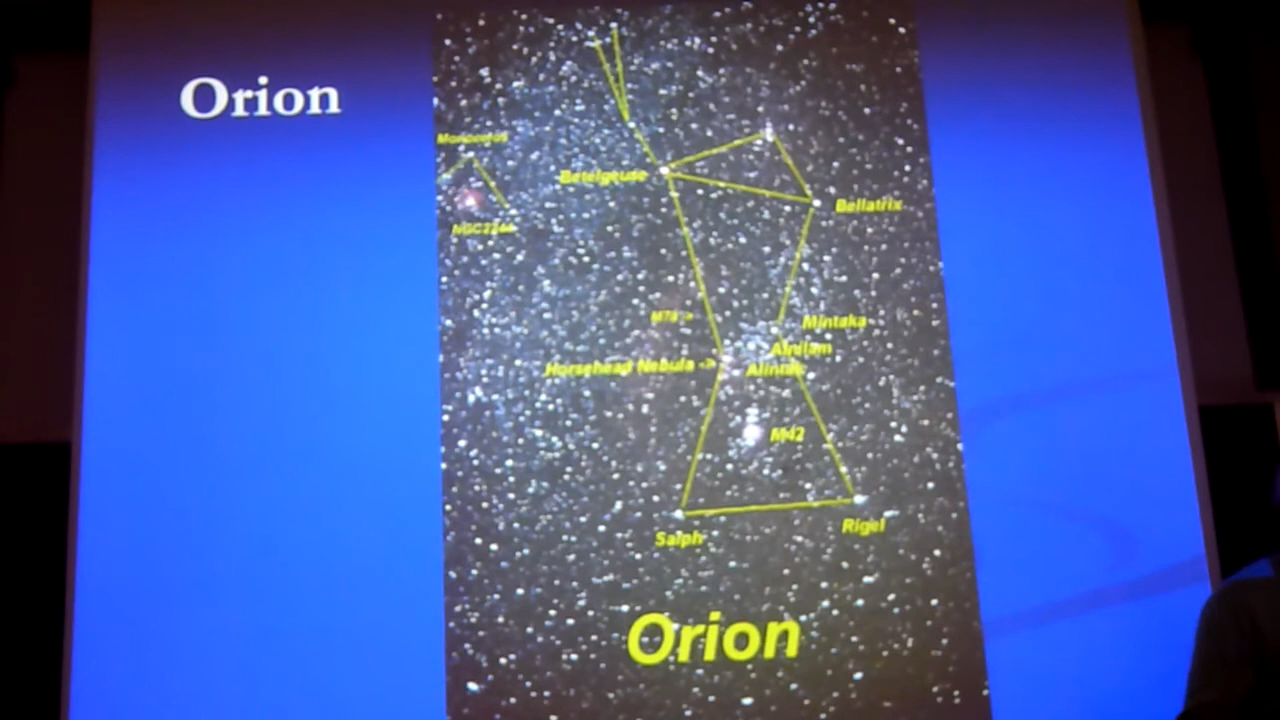 Orion
Monoceros
Betelgeuse
Bellatrix
NGC2244
M78 ->
Mintaka
Alnilam
Horsehead Nebula ->
Alnitak
M42
Saiph
Rigel
Orion